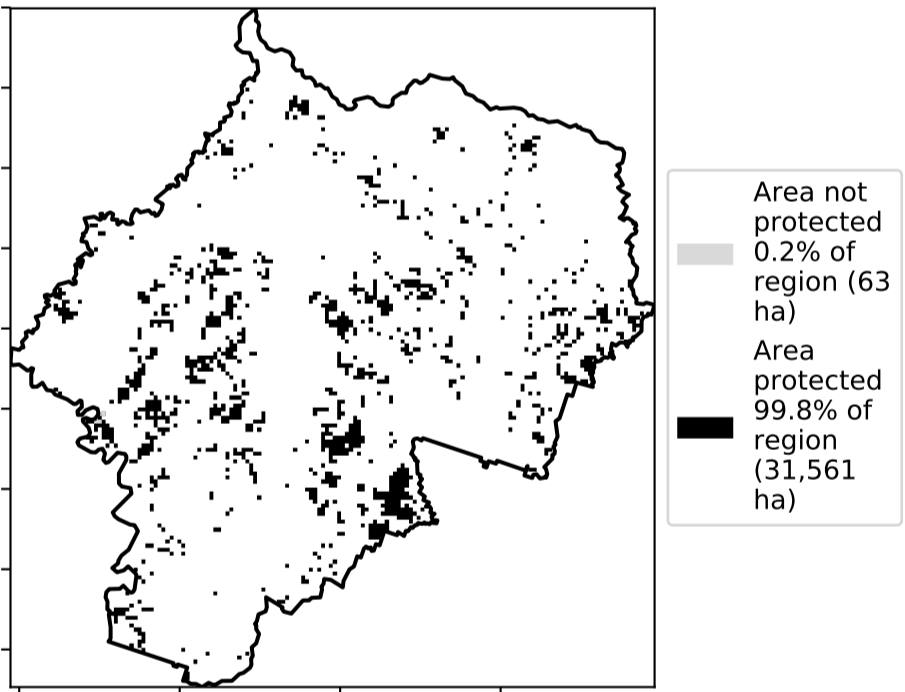 Area not
protected
0.2% of
region (63
ha)
Area
protected
99.8% of
region
(31,561
ha)